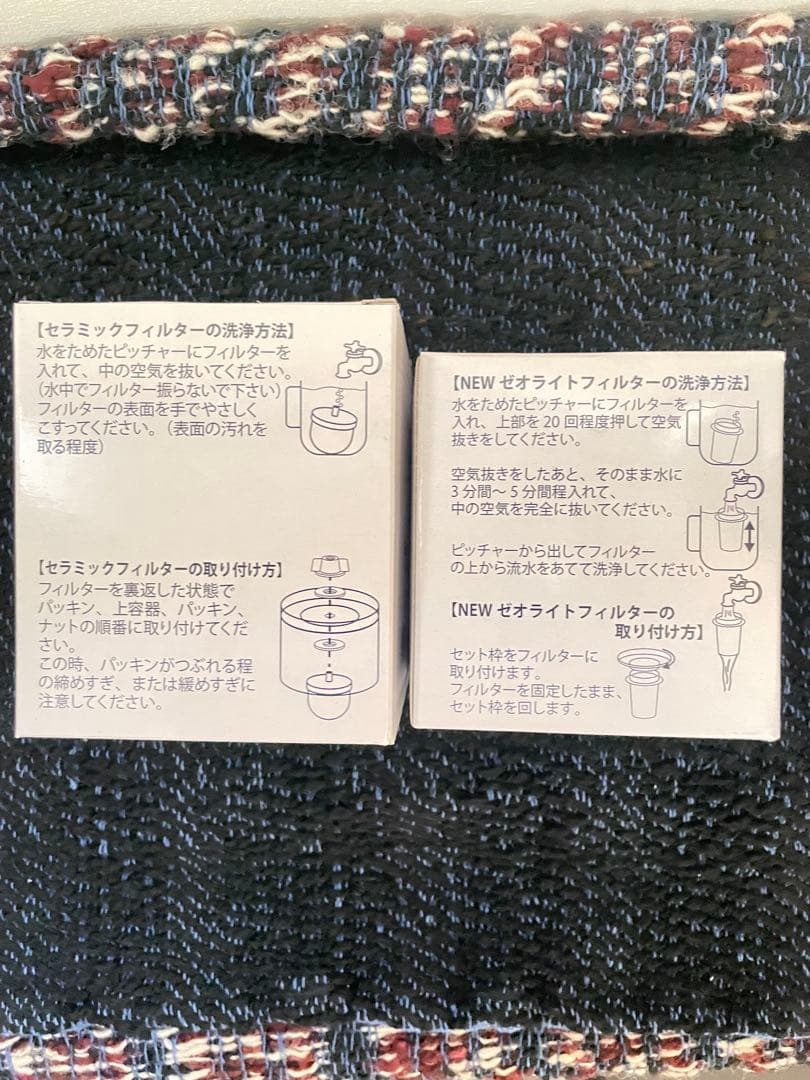 【セラミックフィルターの洗浄方法】
水をためたピッチャーにフィルターを
入れて、中の空気を抜いてください。
（水中でフィルター振らないで下さい）
フィルターの表面を手でやさしく
こすってください。（表面の汚れを
取る程度）
【セラミックフィルターの取り付け方】
フィルターを裏返した状態で
パッキン、上容器、パッキン、
ナットの順番に取り付けてくだ
さい。
この時、パッキンがつぶれる程
の締めすぎ、または緩めすぎに
注意してください。
【NEW ゼオライトフィルターの洗浄方法】
水をためたピッチャーにフィルターを
入れ、上部を 20 回程度押して空気
抜きをしてください。
空気抜きをしたあと、そのまま水に
3 分間〜 5 分間程入れて、
中の空気を完全に抜いてください。
ピッチャーから出してフィルター
の上から流水をあてて洗浄してください。
【NEW ゼオライトフィルターの
取り付け方】
セット枠をフィルターに
取り付けます。
フィルターを固定したまま、
セット枠を回します。